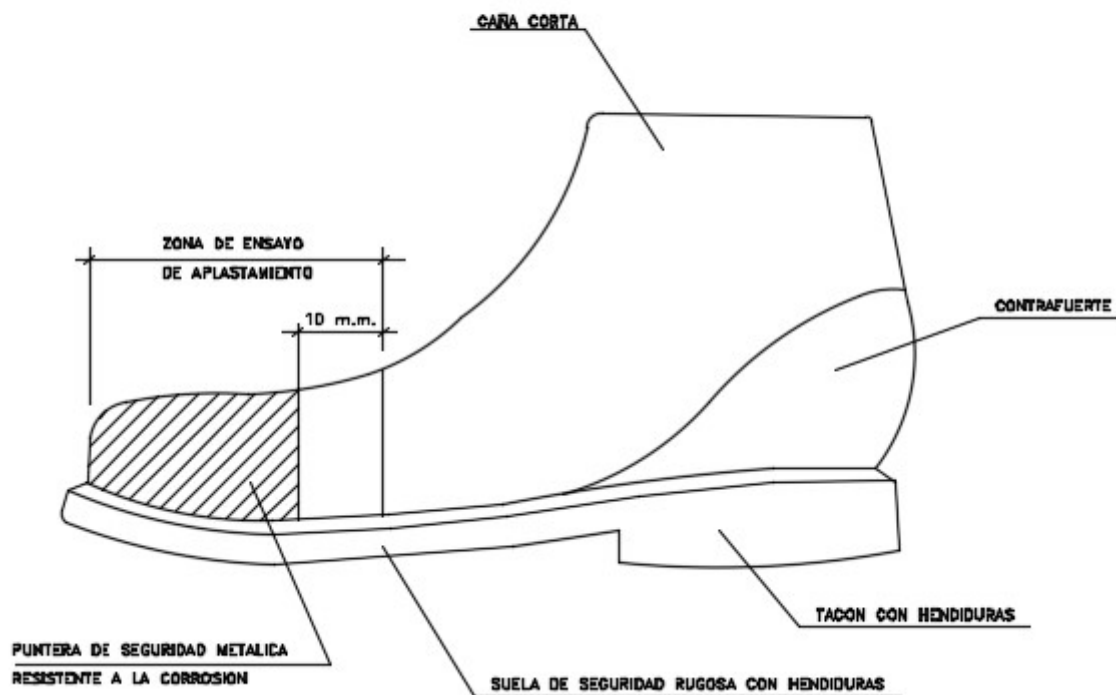 CAÑA CORTA
ZONA DE ENSAYO
DE APLASTAMIENTO
10 m.m.
CONTRAFUERTE
TACON CON HENDIDURAS
PUNTERA DE SEGURIDAD METALICA
RESISTENTE A LA CORROSION
SUELA DE SEGURIDAD RUGOSA CON HENDIDURAS